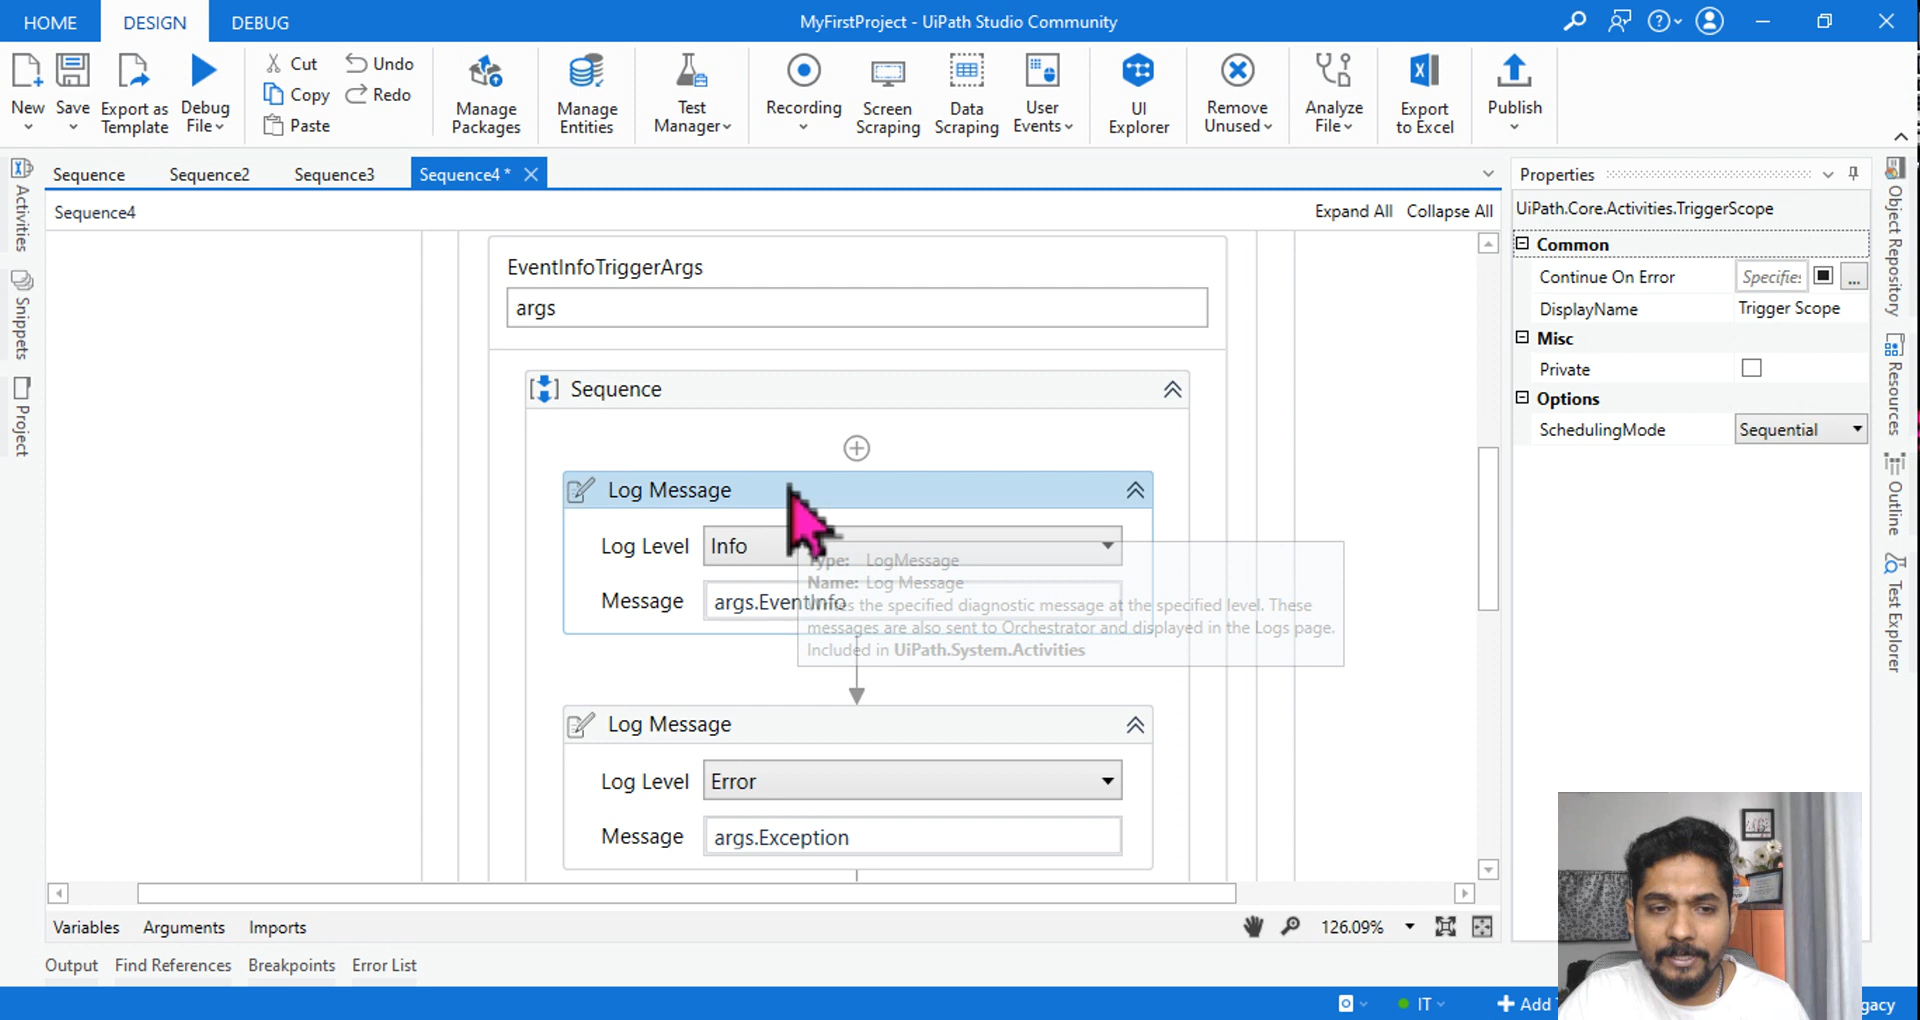 HOME DESIGN DEBUG MyFirstProject - UiPath Studio Community
New Save Export as Template Debug File
Cut Copy Paste Undo Redo
Manage Packages
Manage Entities
Test Manager
Recording
Screen Scraping
Data Scraping
User Events
UI Explorer
Remove Unused
Analyze File
Export to Excel
Publish
Sequence Sequence2 Sequence3 Sequence4 *
Sequence4 Expand All Collapse All
Activities
Snippets
Project
EventInfoTriggerArgs
args
Sequence
Log Message
Log Level Info
Message args.EventInfo
Type: LogMessage
Name: Log Message
the specified diagnostic message at the specified level. These
messages are also sent to Orchestrator and displayed in the Logs page.
Included in UiPath.System.Activities
Log Message
Log Level Error
Message args.Exception
Properties
UiPath.Core.Activities.TriggerScope
Common
Continue On Error Specifie: ...
DisplayName Trigger Scope
Misc
Private
Options
SchedulingMode Sequential
Object Repository
Resources
Outline
Test Explorer
Variables Arguments Imports 126.09%
Output Find References Breakpoints Error List
IT Add